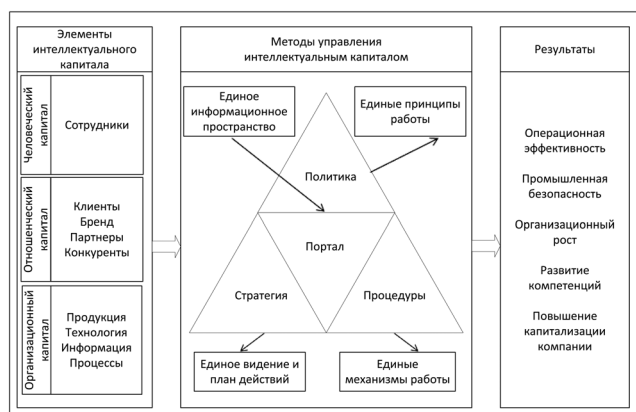 Элементы
интеллектуального
капитала
Человеческий
капитал
Сотрудники
Отношенческий
капитал
Клиенты
Бренд
Партнеры
Конкуренты
Организационный
капитал
Продукция
Технология
Информация
Процессы
Методы управления
интеллектуальным капиталом
Единое
информационное
пространство
Единые принципы
работы
Политика
Портал
Стратегия
Процедуры
Единое видение и
план действий
Единые
механизмы работы
Результаты
Операционная
эффективность
Промышленная
безопасность
Организационный
рост
Развитие
компетенций
Повышение
капитализации
компании